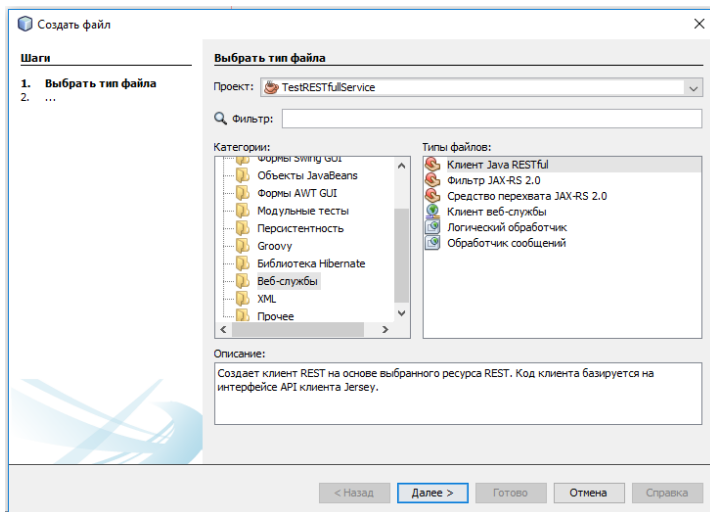 Создать файл
Шаги
1. Выбрать тип файла
2. ...
Выбрать тип файла
Проект: TestRESTfullService
Фильтр:
Категории:
Формы Swing GUI
Объекты JavaBeans
Формы AWT GUI
Модульные тесты
Персистентность
Groovy
Библиотека Hibernate
Веб-службы
XML
Прочее
Типы файлов:
Клиент Java RESTful
Фильтр JAX-RS 2.0
Средство перехвата JAX-RS 2.0
Клиент веб-службы
Логический обработчик
Обработчик сообщений
Описание:
Создает клиент REST на основе выбранного ресурса REST. Код клиента базируется на
интерфейсе API клиента Jersey.
< Назад Далее > Готово Отмена Справка